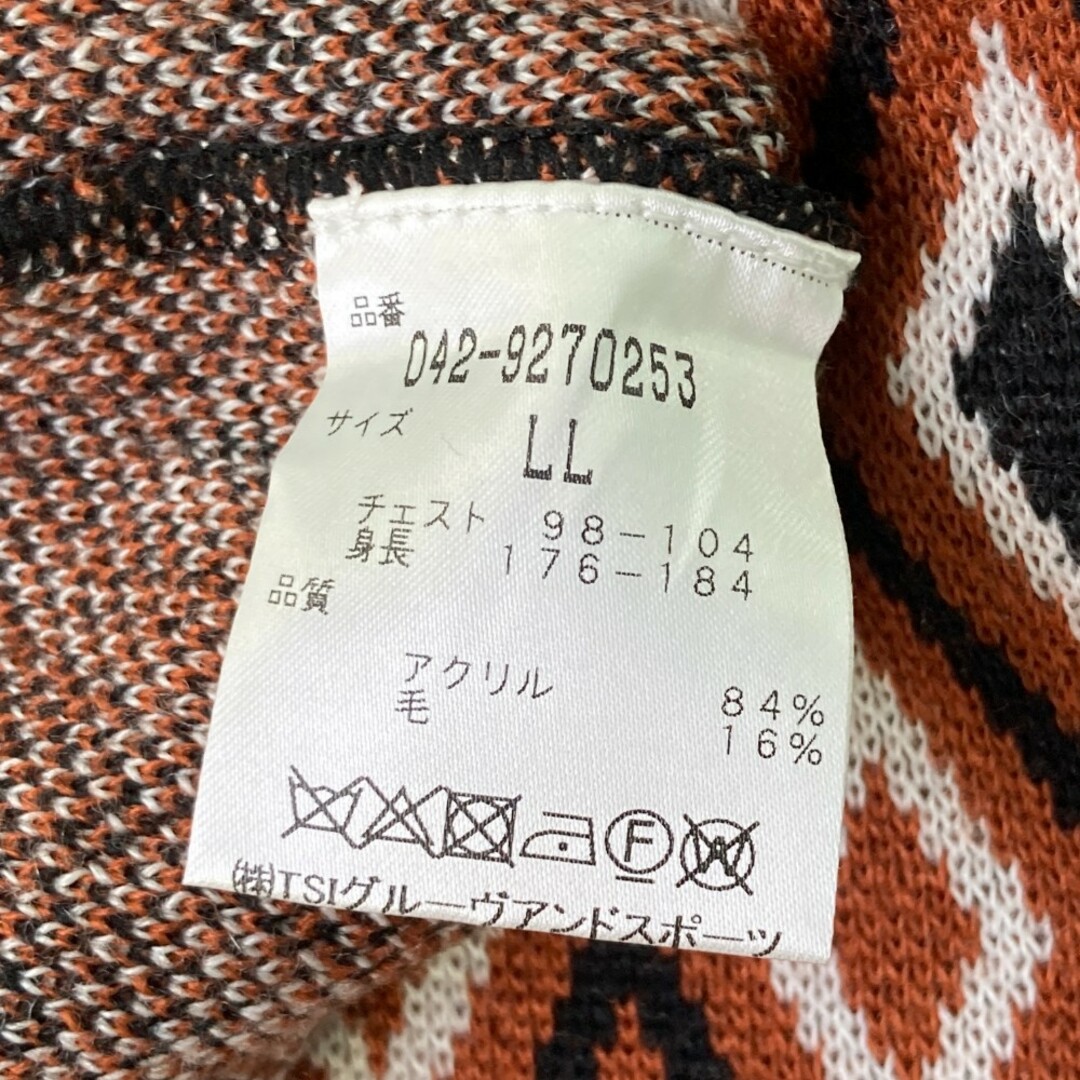 品番
042-9270253
サイズ
LL
チェスト 98-104
身長 176-184
品質
アクリル 84%
毛 16%
F
W
㈱TSIグルーヴアンドスポーツ